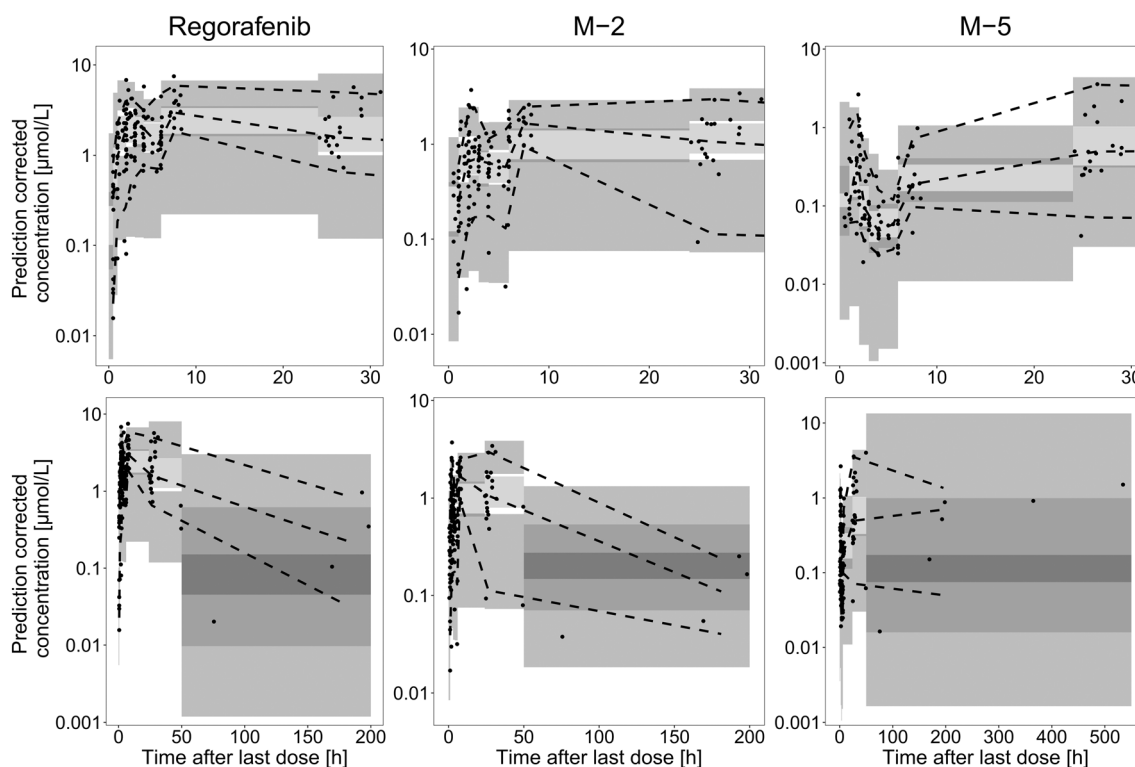 Regorafenib M−2 M−5
Prediction corrected
concentration [µmol/L]
10
1
0.1
0.01
0 10 20 30
10
1
0.1
0.01
0 10 20 30
10
1
0.1
0.01
0.001
0 10 20 30
Prediction corrected
concentration [µmol/L]
10
1
0.1
0.01
0.001
0 50 100 150 200
Time after last dose [h]
10
1
0.1
0.01
0 50 100 150 200
Time after last dose [h]
10
1
0.1
0.01
0.001
0 100 200 300 400 500
Time after last dose [h]